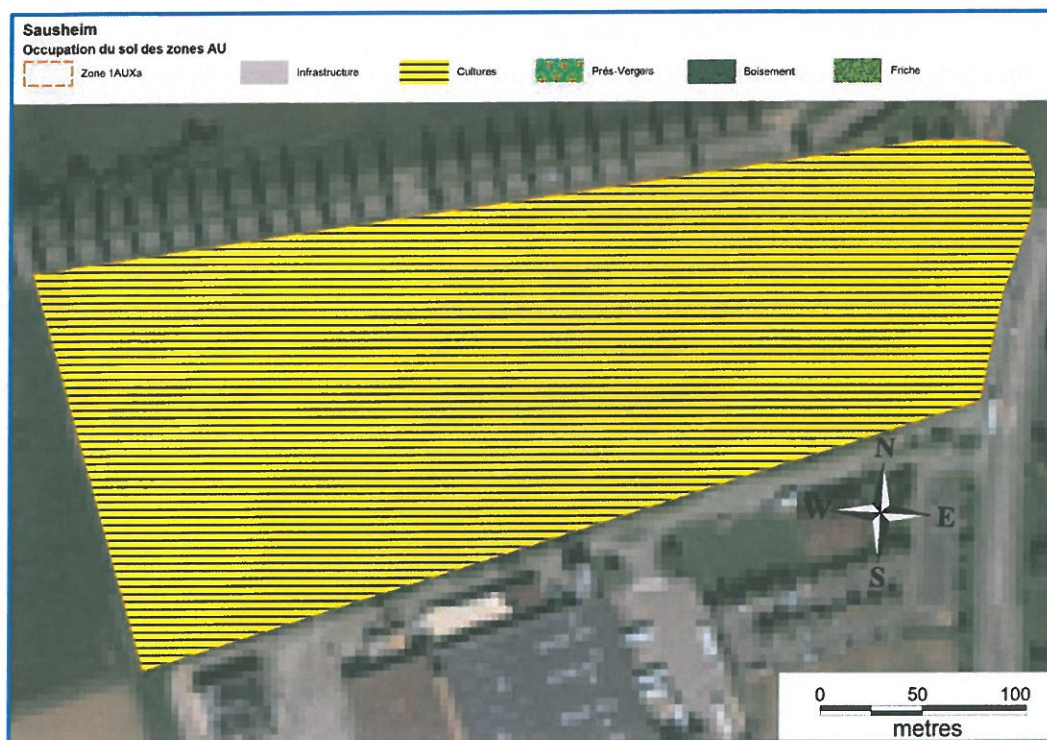 Sausheim
Occupation du sol des zones AU
Zone 1AUXa Infrastructure Cultures Prés-Vergers Boisement Friche
N
W E
S
0 50 100
metres